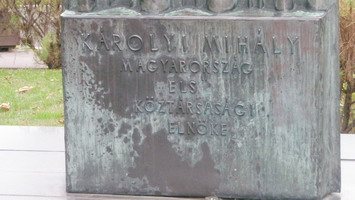 KÁROLYI MIHÁLY
MAGYARORSZÁG
ELSŐ
KÖZTÁRSASÁGI
ELNÖKE